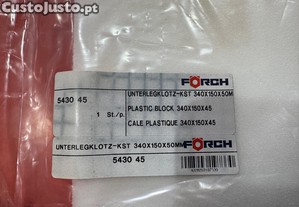 CustoJusto.pt
FÖRCH
5430 45
1 St./p.
UNTERLEGKLOTZ-KST 340X150X50M
PLASTIC BLOCK 340X150X45
CALE PLASTIQUE 340X150X45
UNTERLEGKLOTZ-KST 340X150X50MM
FÖRCH
5430 45